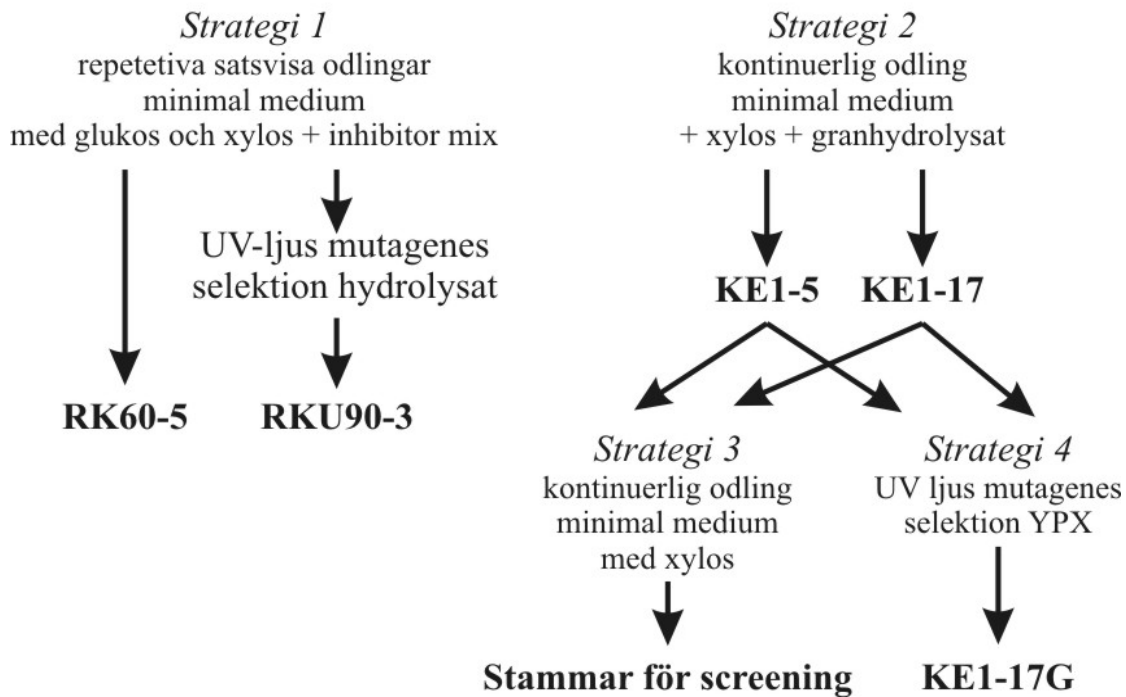 Strategi 1
repetetiva satsvisa odlingar
minimal medium
med glukos och xylos + inhibitor mix
UV-ljus mutagenes
selektion hydrolysat
RK60-5
RKU90-3
Strategi 2
kontinuerlig odling
minimal medium
+ xylos + granhydrolysat
KE1-5
KE1-17
Strategi 3
kontinuerlig odling
minimal medium
med xylos
Stammar för screening
Strategi 4
UV ljus mutagenes
selektion YPX
KE1-17G